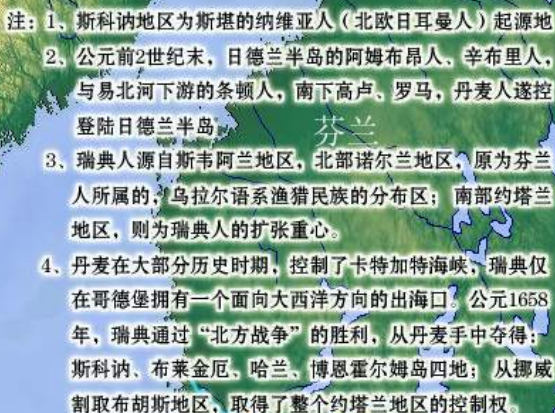 注：1、斯科讷地区为斯堪的纳维亚人（北欧日耳曼人）起源地
2、公元前2世纪末，日德兰半岛的阿姆布昂人、辛布里人，
与易北河下游的条顿人，南下高卢、罗马，丹麦人遂控
登陆日德兰半岛
芬兰
3、瑞典人源自斯韦阿兰地区，北部诺尔兰地区，原为芬兰
人所属的，乌拉尔语系渔猎民族的分布区；南部约塔兰
地区，则为瑞典人的扩张重心。
4、丹麦在大部分历史时期，控制了卡特加特海峡，瑞典仅
在哥德堡拥有一个面向大西洋方向的出海口。公元1658
年，瑞典通过“北方战争”的胜利，从丹麦手中夺得：
斯科讷、布莱金厄、哈兰、博恩霍尔姆岛四地；从挪威
割取布胡斯地区，取得了整个约塔兰地区的控制权。